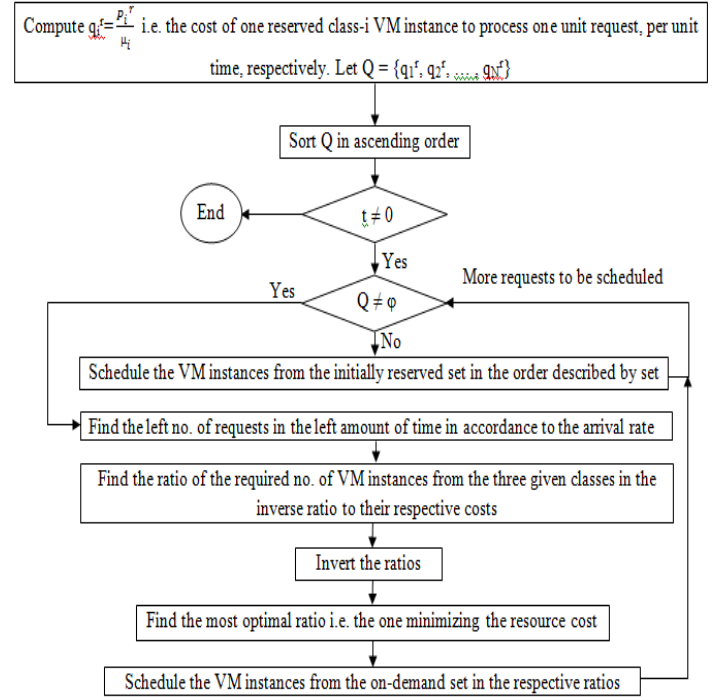 Compute qᵢʳ=Pᵢʳ/μᵢ i.e. the cost of one reserved class-i VM instance to process one unit request, per unit
time, respectively. Let Q = {q₁ʳ, q₂ʳ, ....., qɴʳ}
Sort Q in ascending order
End
t ≠ 0
Yes
More requests to be scheduled
Yes
Q ≠ φ
No
Schedule the VM instances from the initially reserved set in the order described by set
Find the left no. of requests in the left amount of time in accordance to the arrival rate
Find the ratio of the required no. of VM instances from the three given classes in the
inverse ratio to their respective costs
Invert the ratios
Find the most optimal ratio i.e. the one minimizing the resource cost
Schedule the VM instances from the on-demand set in the respective ratios